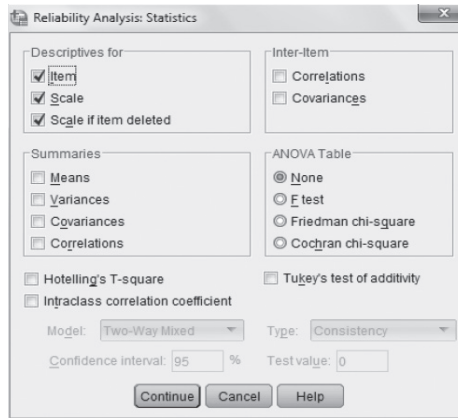 Reliability Analysis: Statistics
Descriptives for
Item
Scale
Scale if item deleted
Inter-Item
Correlations
Covariances
Summaries
Means
Variances
Covariances
Correlations
ANOVA Table
None
F test
Friedman chi-square
Cochran chi-square
Hotelling's T-square
Tukey's test of additivity
Intraclass correlation coefficient
Model: Two-Way Mixed Type: Consistency
Confidence interval: 95 % Test value: 0
Continue Cancel Help